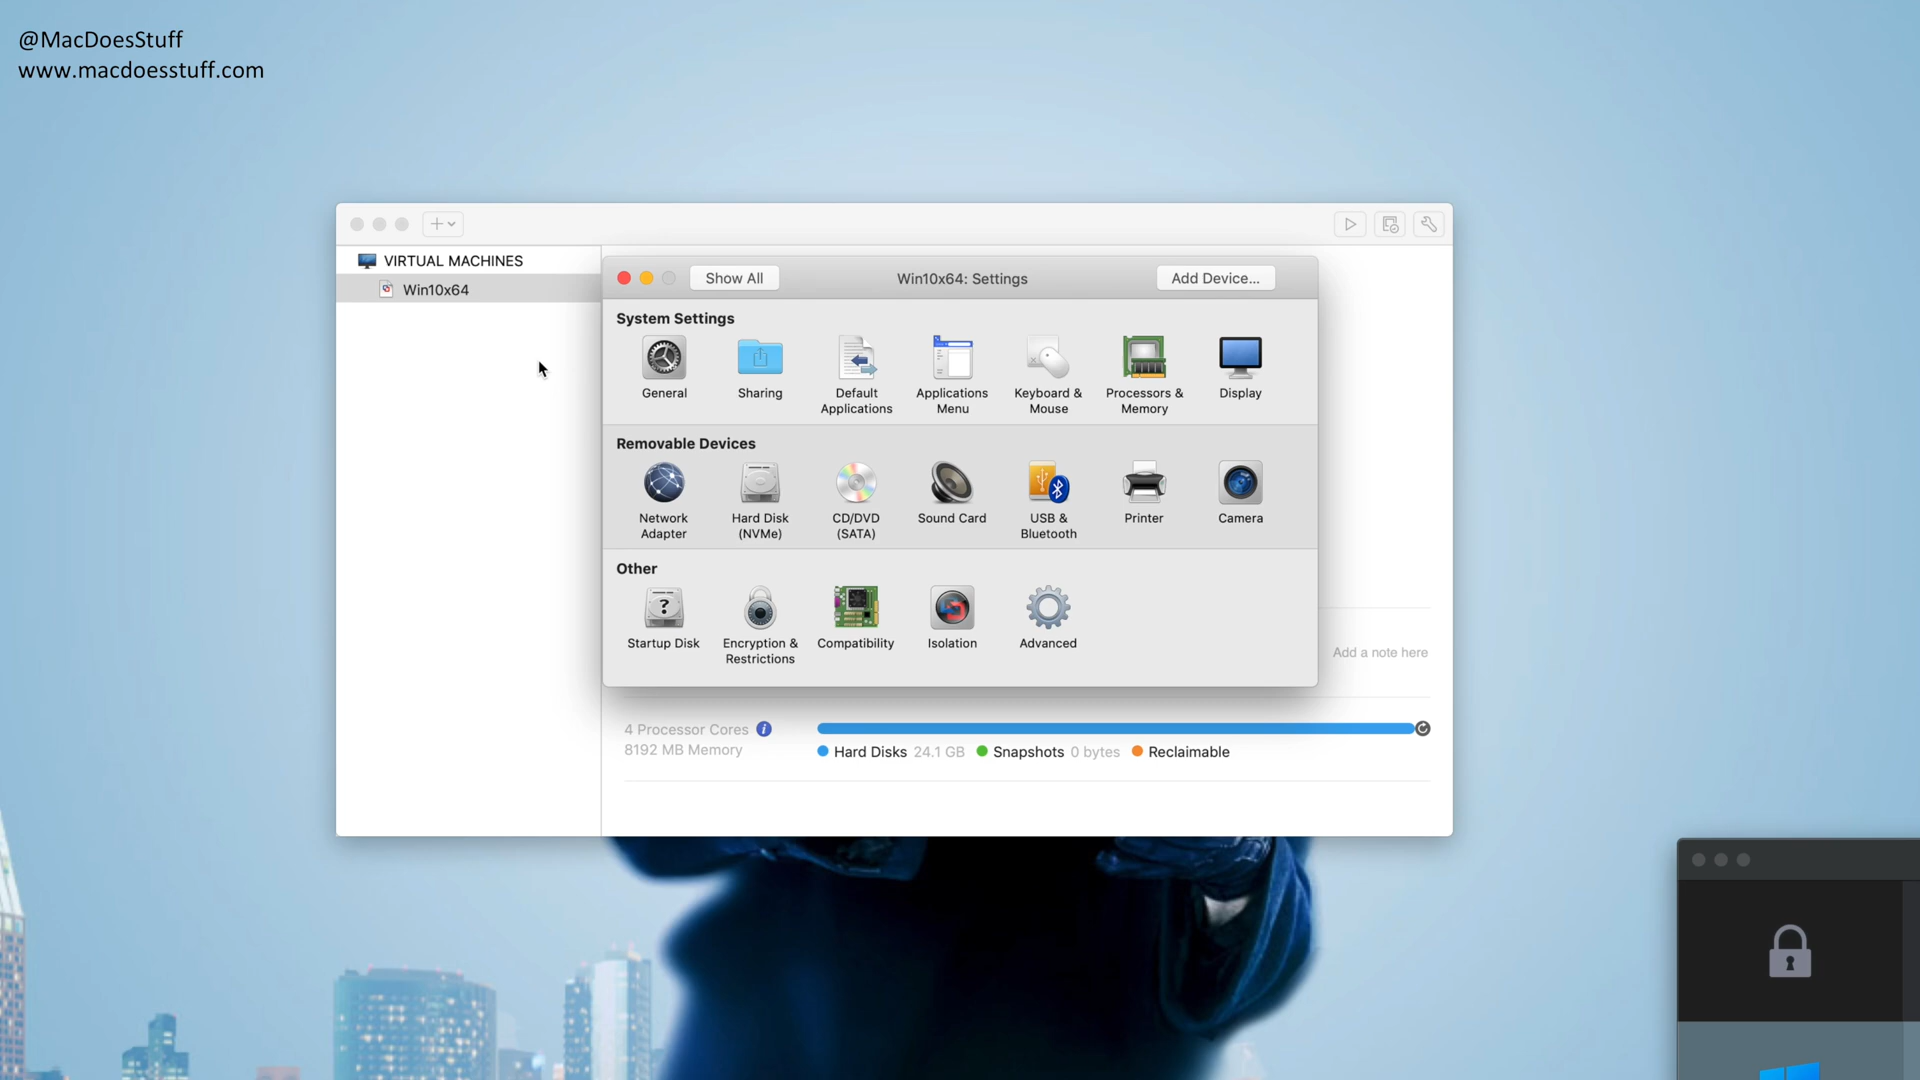 @MacDoesStuff
www.macdoesstuff.com
VIRTUAL MACHINES
Win10x64
Show All
Win10x64: Settings
Add Device...
System Settings
General
Sharing
Default
Applications
Applications
Menu
Keyboard &
Mouse
Processors &
Memory
Display
Removable Devices
Network
Adapter
Hard Disk
(NVMe)
CD/DVD
(SATA)
Sound Card
USB &
Bluetooth
Printer
Camera
Other
Startup Disk
Encryption &
Restrictions
Compatibility
Isolation
Advanced
Add a note here
4 Processor Cores
8192 MB Memory
Hard Disks 24.1 GB
Snapshots 0 bytes
Reclaimable